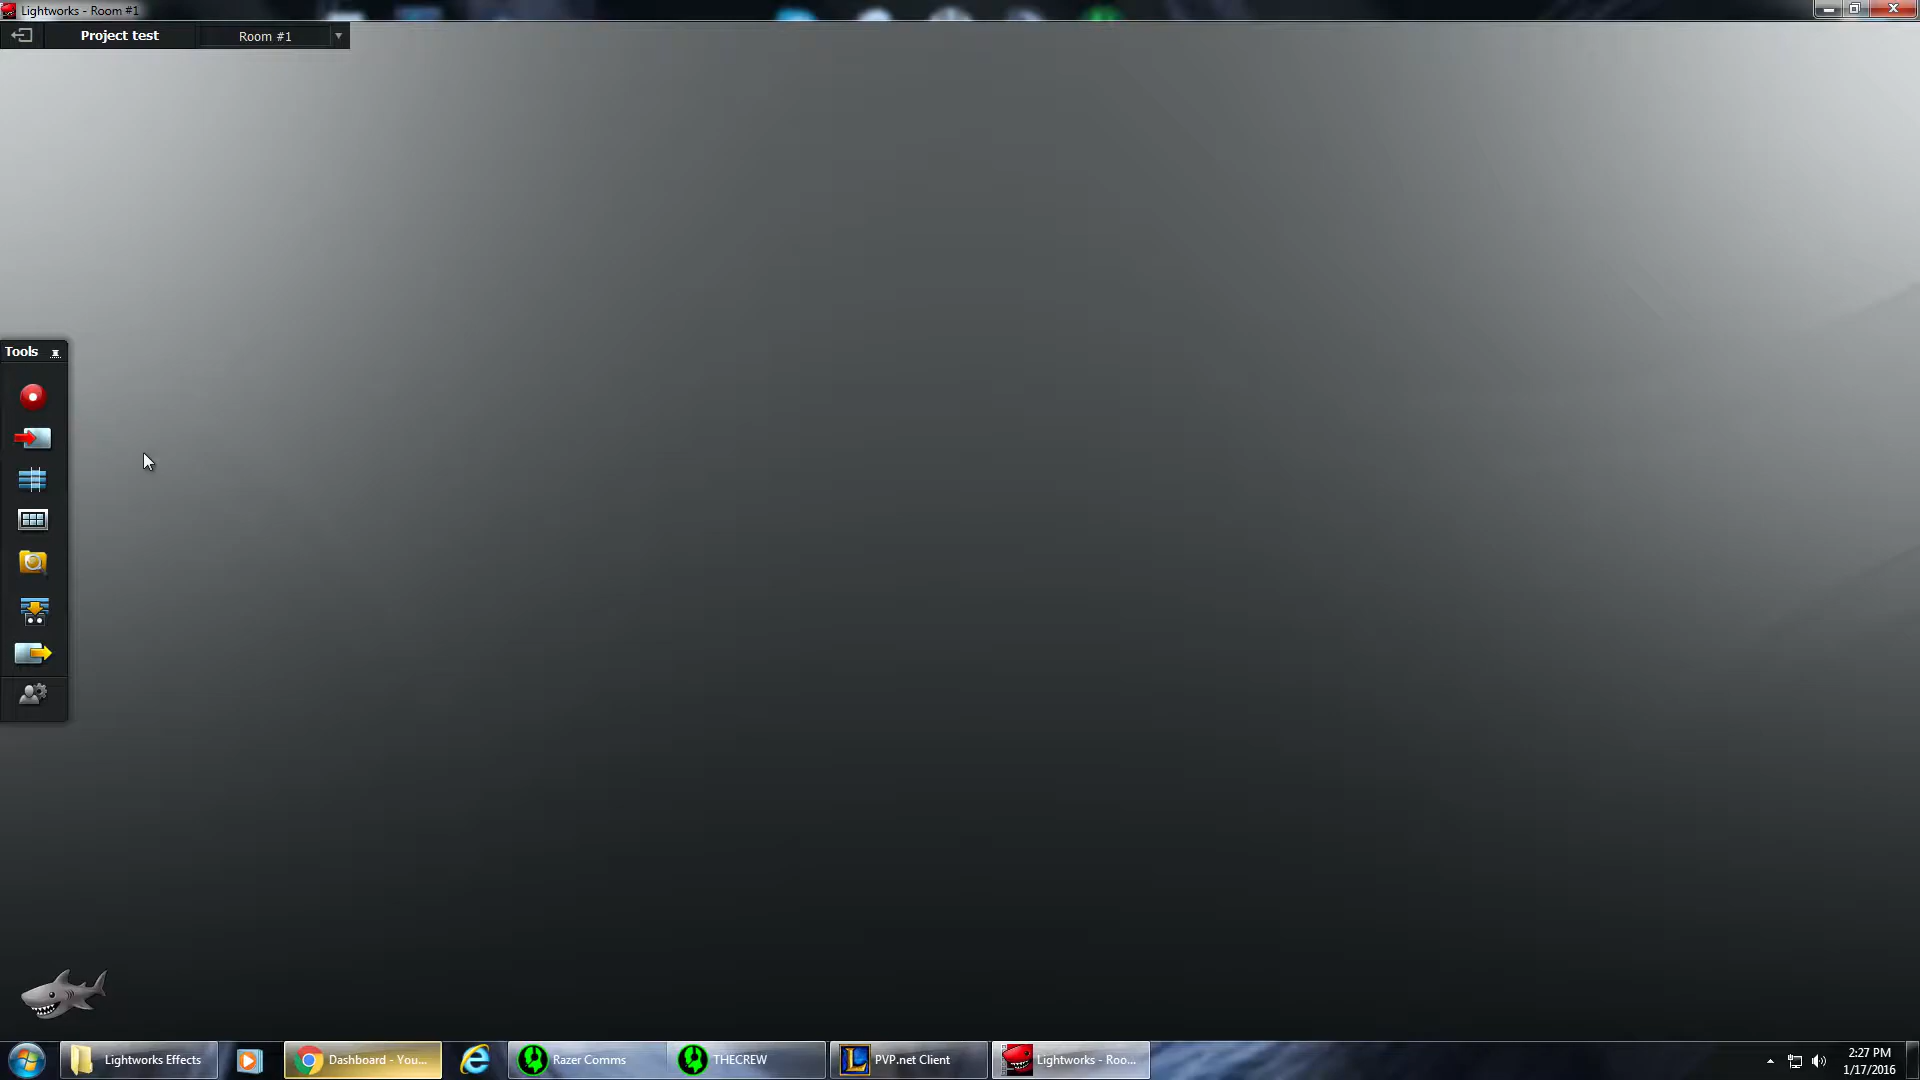 Lightworks - Room #1
Project test
Room #1
Tools
Lightworks Effects
Dashboard - You...
Razer Comms
THECREW
PVP.net Client
Lightworks - Roo...
2:27 PM
1/17/2016